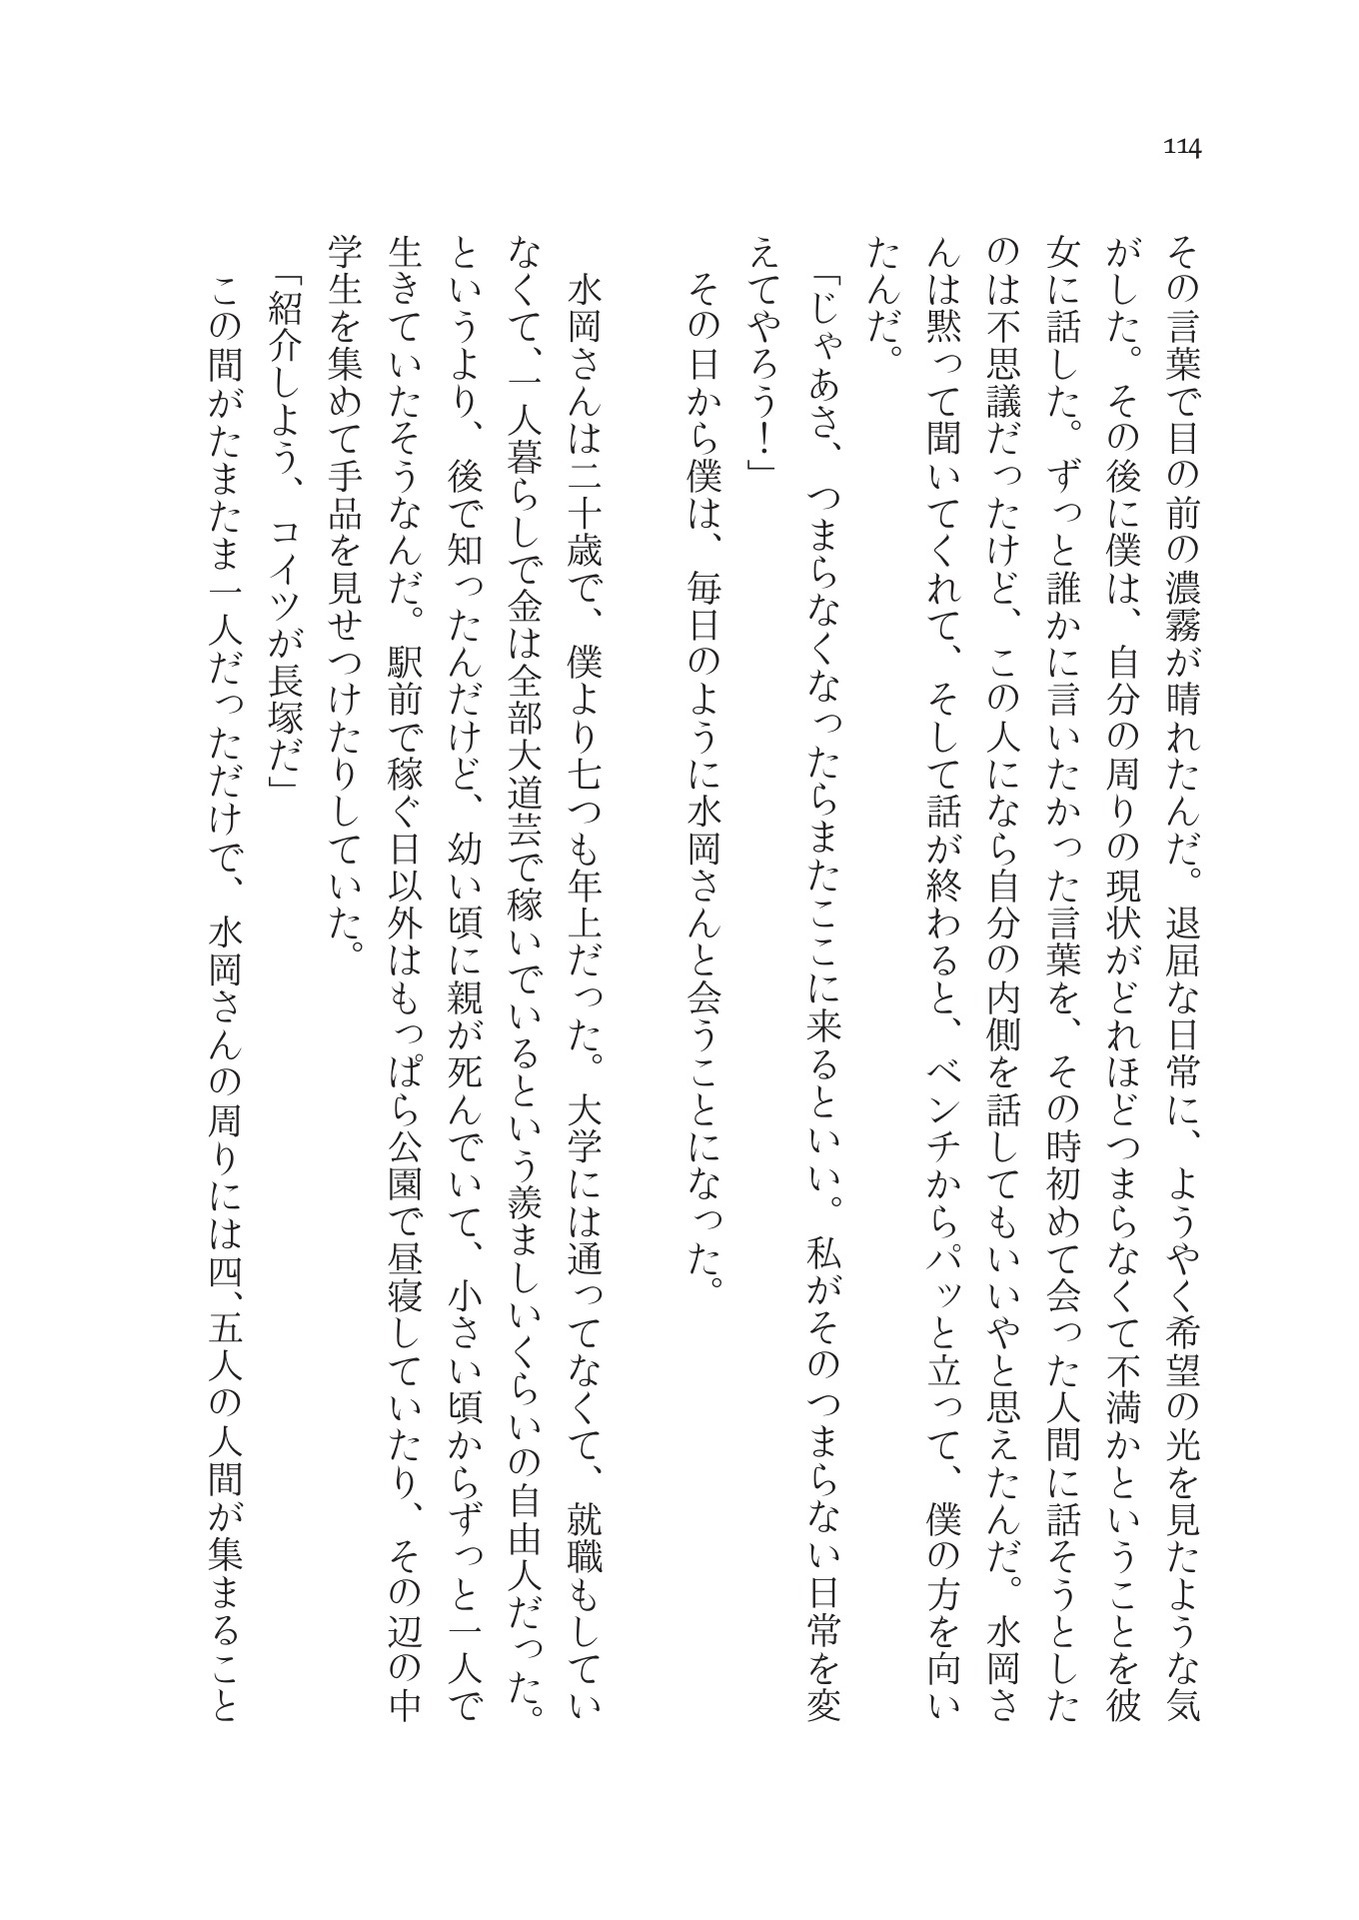 114
その言葉で目の前の濃霧が晴れたんだ。退屈な日常に、ようやく希望の光を見たような気
がした。その後に僕は、自分の周りの現状がどれほどつまらなくて不満かということを彼
女に話した。ずっと誰かに言いたかった言葉を、その時初めて会った人間に話そうとした
のは不思議だったけど、この人になら自分の内側を話してもいいやと思えたんだ。水岡さ
んは黙って聞いてくれて、そして話が終わると、ベンチからパッと立って、僕の方を向い
たんだ。
「じゃあさ、つまらなくなったらまたここに来るといい。私がそのつまらない日常を変
えてやろう！」
その日から僕は、毎日のように水岡さんと会うことになった。
水岡さんは二十歳で、僕より七つも年上だった。大学には通ってなくて、就職もしてい
なくて、一人暮らしで金は全部大道芸で稼いでいるという羨ましいくらいの自由人だった。
というより、後で知ったんだけど、幼い頃に親が死んでいて、小さい頃からずっと一人で
生きていたそうなんだ。駅前で稼ぐ日以外はもっぱら公園で昼寝していたり、その辺の中
学生を集めて手品を見せつけたりしていた。
「紹介しよう、コイツが長塚だ」
この間がたまたま一人だっただけで、水岡さんの周りには四、五人の人間が集まること